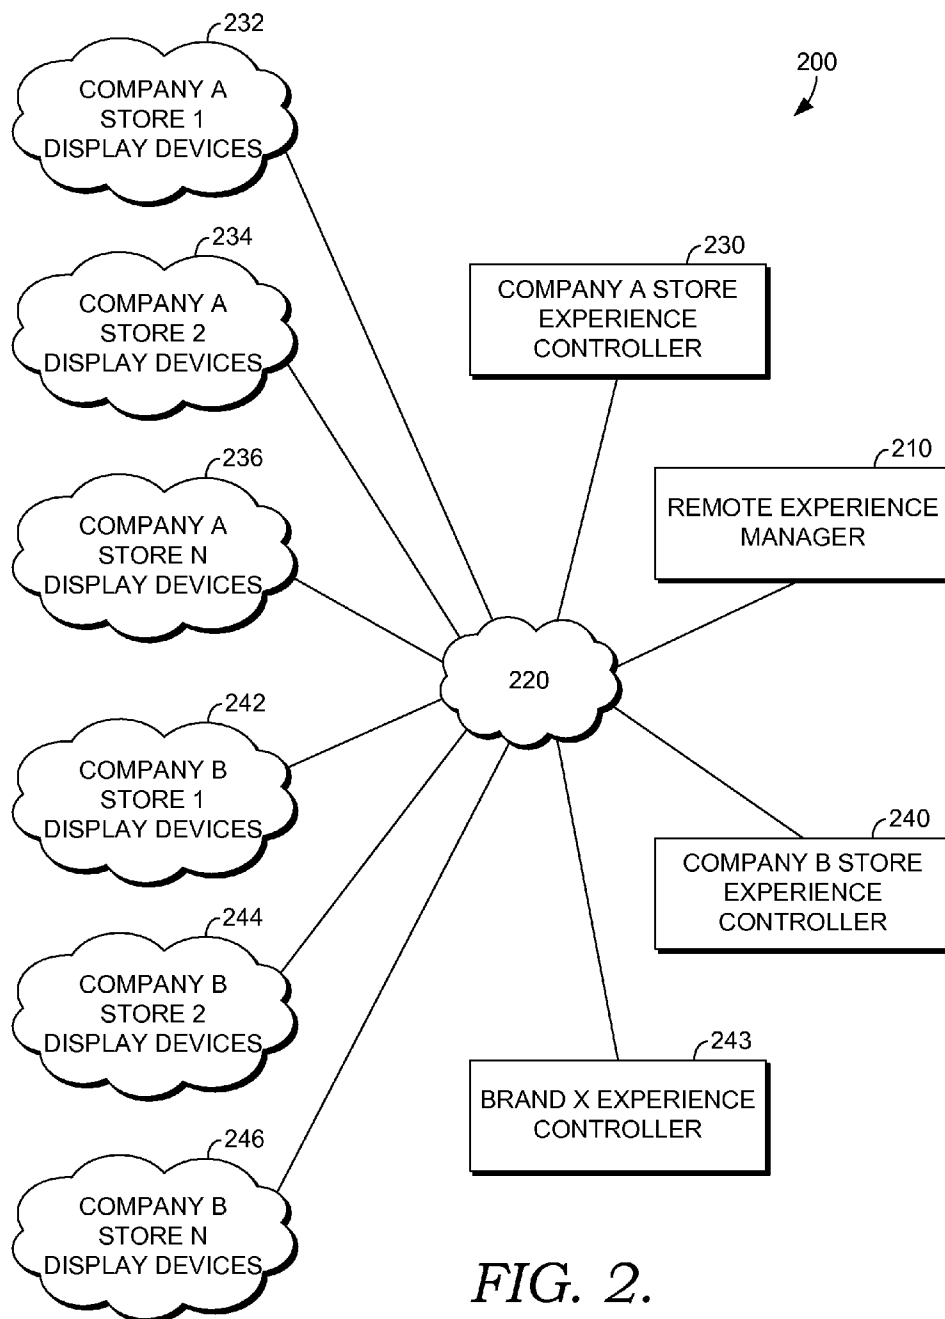 232
COMPANY A
STORE 1
DISPLAY DEVICES
200
234
COMPANY A
STORE 2
DISPLAY DEVICES
230
COMPANY A STORE
EXPERIENCE
CONTROLLER
236
COMPANY A
STORE N
DISPLAY DEVICES
210
REMOTE EXPERIENCE
MANAGER
220
242
COMPANY B
STORE 1
DISPLAY DEVICES
240
COMPANY B STORE
EXPERIENCE
CONTROLLER
244
COMPANY B
STORE 2
DISPLAY DEVICES
243
BRAND X EXPERIENCE
CONTROLLER
246
COMPANY B
STORE N
DISPLAY DEVICES
FIG. 2.